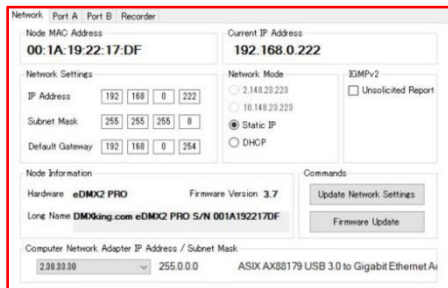 Network Port A Port B Recorder
Node MAC Address
00:1A:19:22:17:DF
Current IP Address
192.168.0.222
Network Settings
IP Address 192 168 0 222
Subnet Mask 255 255 255 0
Default Gateway 192 168 0 254
Network Mode
2.148.23.223
10.148.23.223
Static IP
DHCP
IGMPv2
Unsolicited Report
Node Information
Hardware eDMX2 PRO Firmware Version 3.7
Long Name DMXking.com eDMX2 PRO S/N 001A192217DF
Commands
Update Network Settings
Firmware Update
Computer Network Adapter IP Address / Subnet Mask
2.38.33.30 255.0.0.0 ASIX AX88179 USB 3.0 to Gigabit Ethernet A